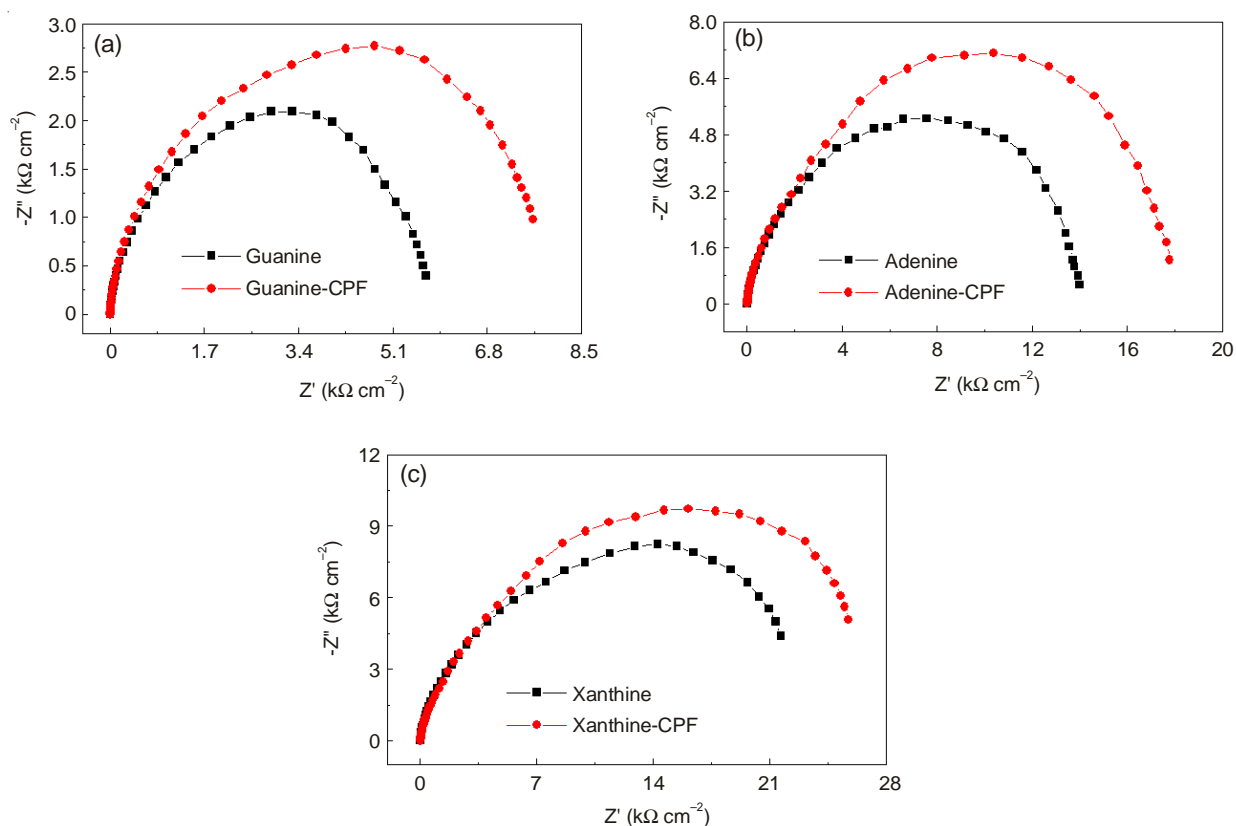 (a)
3.0
2.5
2.0
1.5
1.0
0.5
0
-Z" (kΩ cm⁻²)
Guanine
Guanine-CPF
0 1.7 3.4 5.1 6.8 8.5
Z' (kΩ cm⁻²)
(b)
8.0
6.4
4.8
3.2
1.6
0
-Z" (kΩ cm⁻²)
Adenine
Adenine-CPF
0 4 8 12 16 20
Z' (kΩ cm⁻²)
(c)
12
9
6
3
0
-Z" (kΩ cm⁻²)
Xanthine
Xanthine-CPF
0 7 14 21 28
Z' (kΩ cm⁻²)